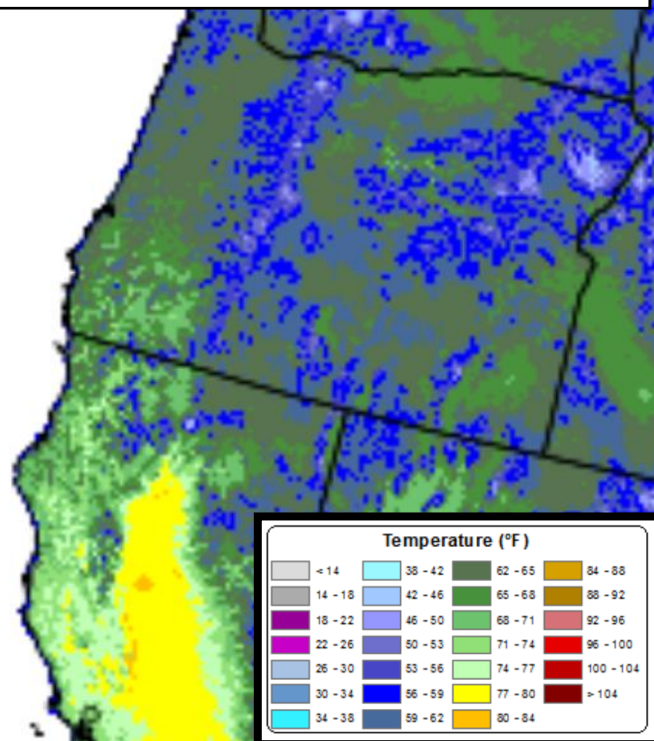 Temperature (°F)
< 14 38 - 42 62 - 65 84 - 88
14 - 18 42 - 46 65 - 68 88 - 92
18 - 22 46 - 50 68 - 71 92 - 96
22 - 26 50 - 53 71 - 74 96 - 100
26 - 30 53 - 56 74 - 77 100 - 104
30 - 34 56 - 59 77 - 80 > 104
34 - 38 59 - 62 80 - 84